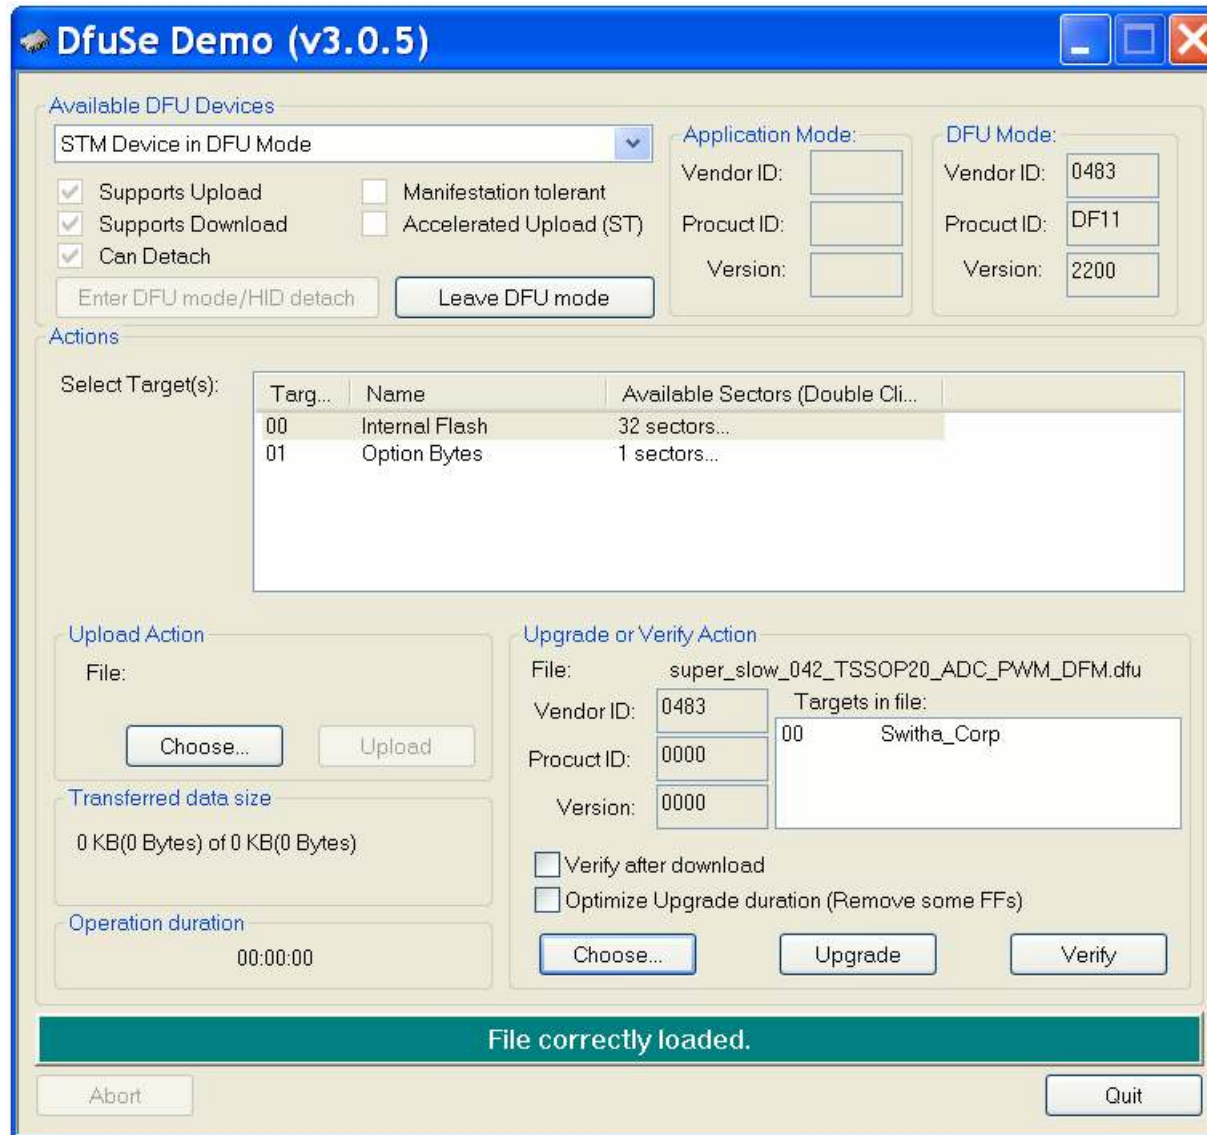 DfuSe Demo (v3.0.5)
Available DFU Devices
STM Device in DFU Mode
Supports Upload
Manifestation tolerant
Supports Download
Accelerated Upload (ST)
Can Detach
Enter DFU mode/HID detach
Leave DFU mode
Application Mode:
Vendor ID:
Procuct ID:
Version:
DFU Mode:
Vendor ID: 0483
Procuct ID: DF11
Version: 2200
Actions
Select Target(s):
Targ... Name Available Sectors (Double Cli...
00 Internal Flash 32 sectors...
01 Option Bytes 1 sectors...
Upload Action
File:
Choose... Upload
Transferred data size
0 KB(0 Bytes) of 0 KB(0 Bytes)
Operation duration
00:00:00
Upgrade or Verify Action
File: super_slow_042_TSSOP20_ADC_PWM_DFM.dfu
Vendor ID: 0483
Procuct ID: 0000
Version: 0000
Targets in file:
00 Switha_Corp
Verify after download
Optimize Upgrade duration (Remove some FFs)
Choose... Upgrade Verify
File correctly loaded.
Abort Quit